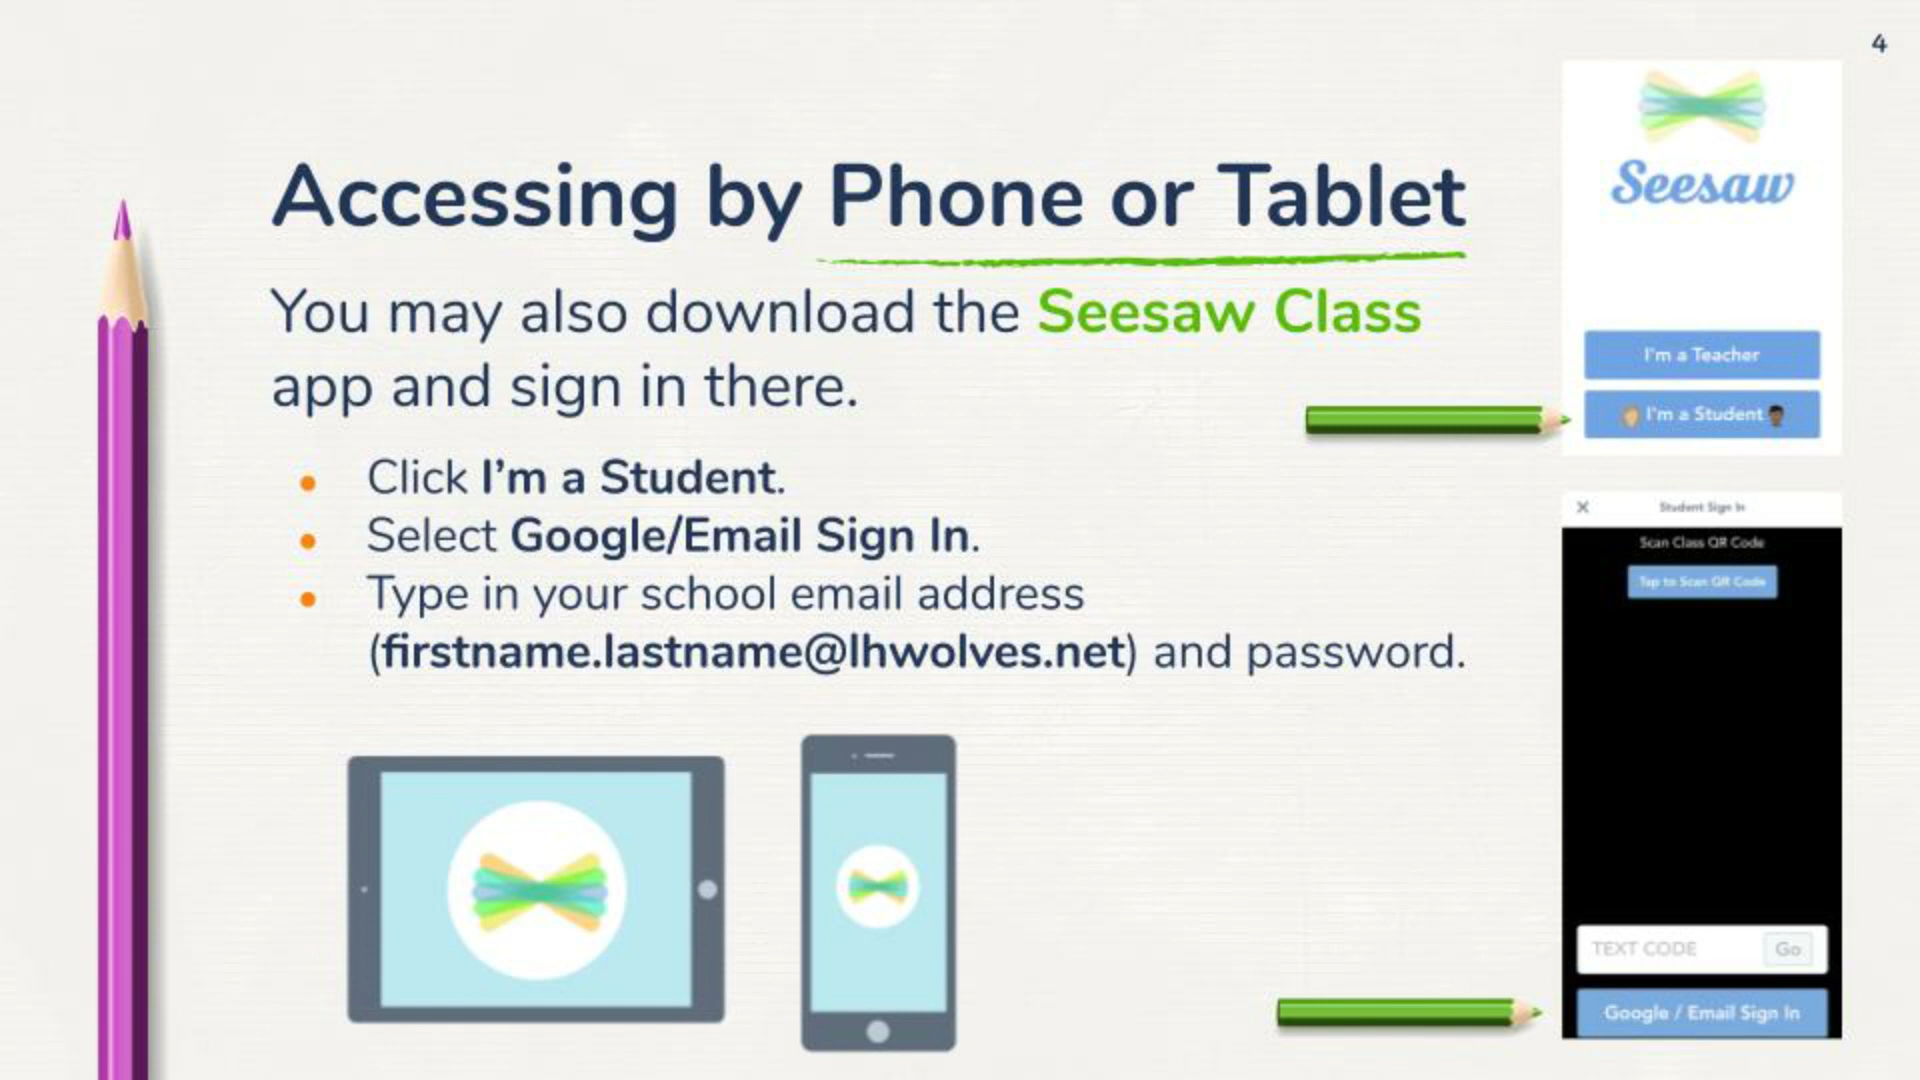 4
Accessing by Phone or Tablet
You may also download the Seesaw Class
app and sign in there.
Click I'm a Student.
Select Google/Email Sign In.
Type in your school email address
(firstname.lastname@lhwolves.net) and password.
Seesaw
I'm a Teacher
I'm a Student
Student Sign In
Scan Class QR Code
Tap to Scan QR Code
TEXT CODE
Go
Google / Email Sign In